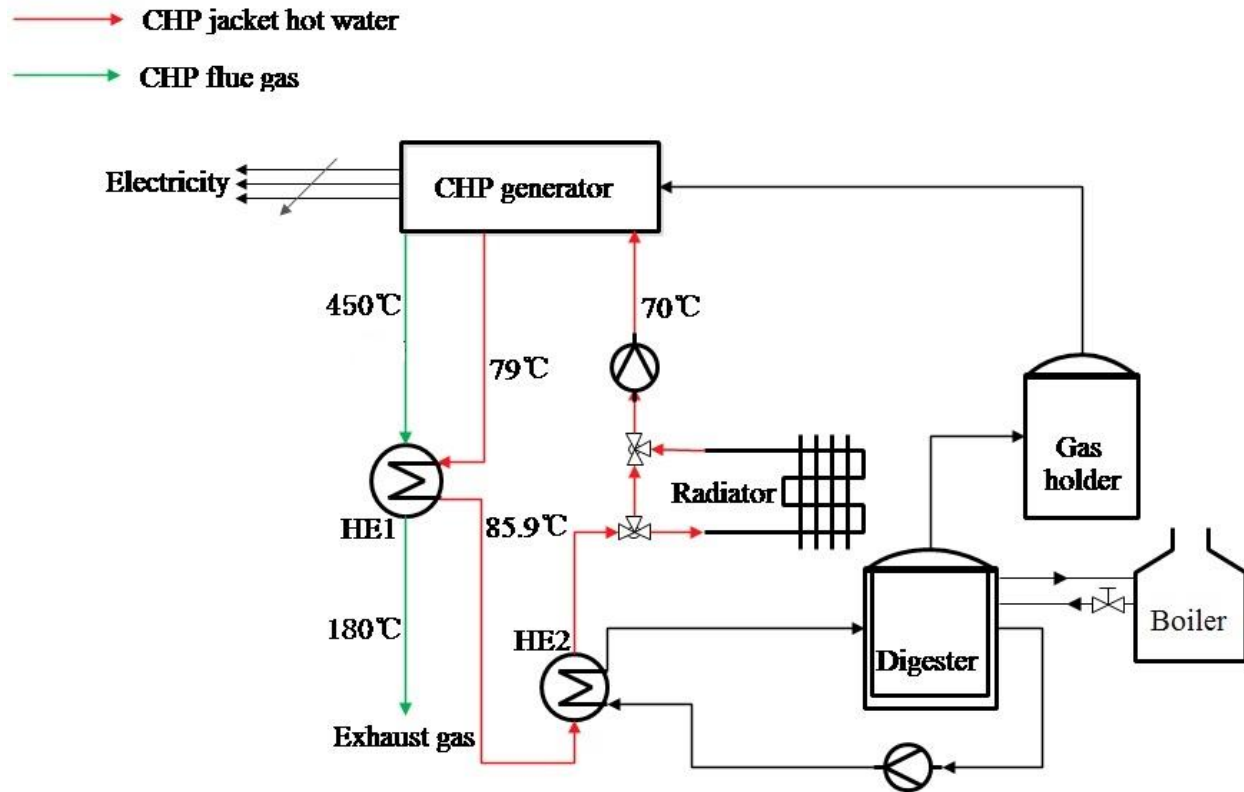 CHP jacket hot water
CHP flue gas
Electricity
CHP generator
450℃
70℃
79℃
Gas
holder
Radiator
HE1
85.9℃
Boiler
180℃
HE2
Digester
Exhaust gas